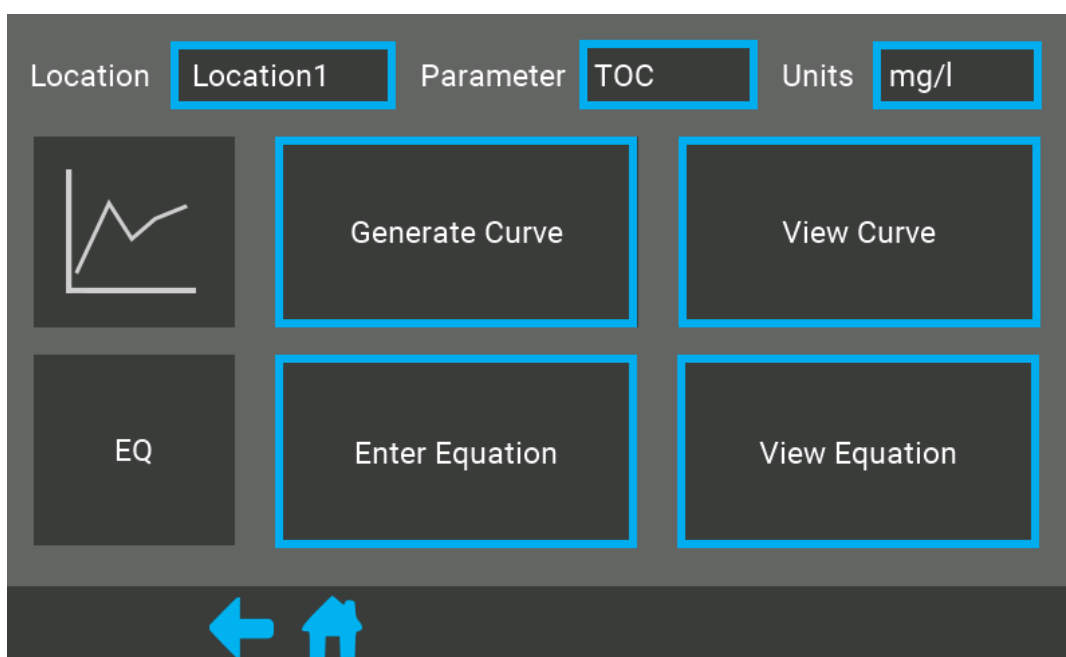 Location Location1 Parameter TOC Units mg/l
Generate Curve View Curve
EQ Enter Equation View Equation